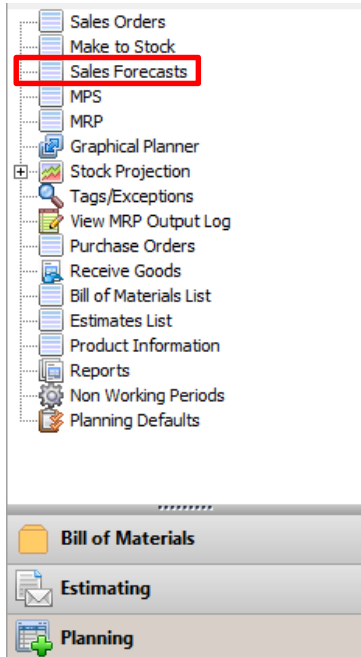 Sales Orders
Make to Stock
Sales Forecasts
MPS
MRP
Graphical Planner
Stock Projection
Tags/Exceptions
View MRP Output Log
Purchase Orders
Receive Goods
Bill of Materials List
Estimates List
Product Information
Reports
Non Working Periods
Planning Defaults
Bill of Materials
Estimating
Planning